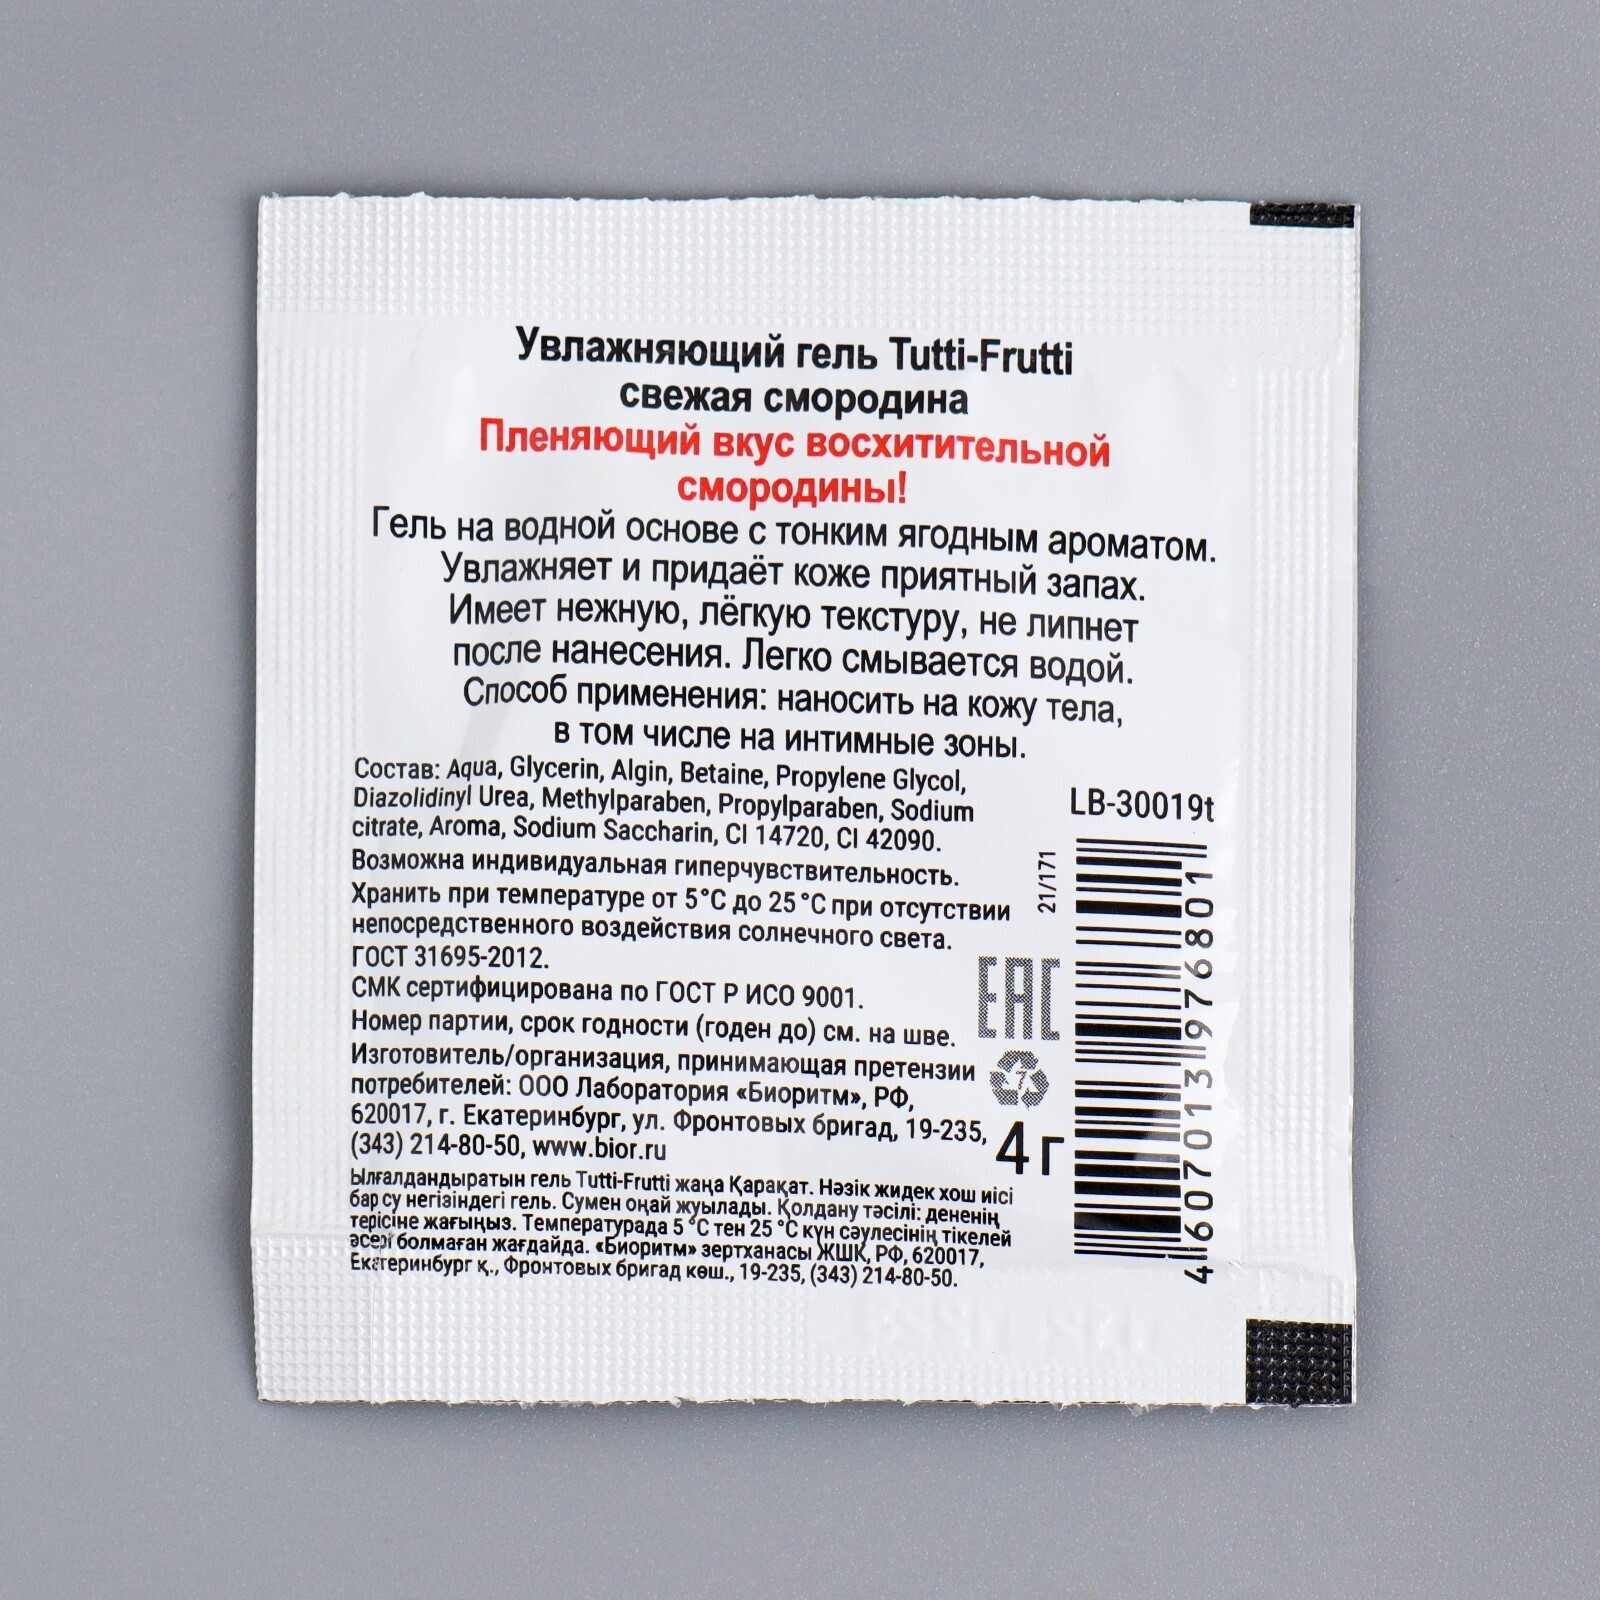 Увлажняющий гель Tutti-Frutti
свежая смородина
Пленяющий вкус восхитительной
смородины!
Гель на водной основе с тонким ягодным ароматом.
Увлажняет и придаёт коже приятный запах.
Имеет нежную, лёгкую текстуру, не липнет
после нанесения. Легко смывается водой.
Способ применения: наносить на кожу тела,
в том числе на интимные зоны.
Состав: Aqua, Glycerin, Algin, Betaine, Propylene Glycol,
Diazolidinyl Urea, Methylparaben, Propylparaben, Sodium
citrate, Aroma, Sodium Saccharin, CI 14720, CI 42090.
Возможна индивидуальная гиперчувствительность.
Хранить при температуре от 5°C до 25°C при отсутствии
непосредственного воздействия солнечного света.
ГОСТ 31695-2012.
СМК сертифицирована по ГОСТ Р ИСО 9001.
Номер партии, срок годности (годен до) см. на шве.
Изготовитель/организация, принимающая претензии
потребителей: ООО Лаборатория «Биоритм», РФ,
620017, г. Екатеринбург, ул. Фронтовых бригад, 19-235,
(343) 214-80-50, www.bior.ru
Ылғалдандыратын гель Tutti-Frutti жаңа Қарақат. Нәзік жидек хош иісі
бар су негізіндегі гель. Сумен оңай жуылады. Қолдану тәсілі: дененің
терісіне жағыңыз. Температурада 5 °C тен 25 °C күн сәулесінің тікелей
әсері болмаған жағдайда. «Биоритм» зертханасы ЖШК, РФ, 620017,
Екатеринбург қ., Фронтовых бригад көш., 19-235, (343) 214-80-50.
LB-30019t
21/171
EAC
7
4 г
4607013976801